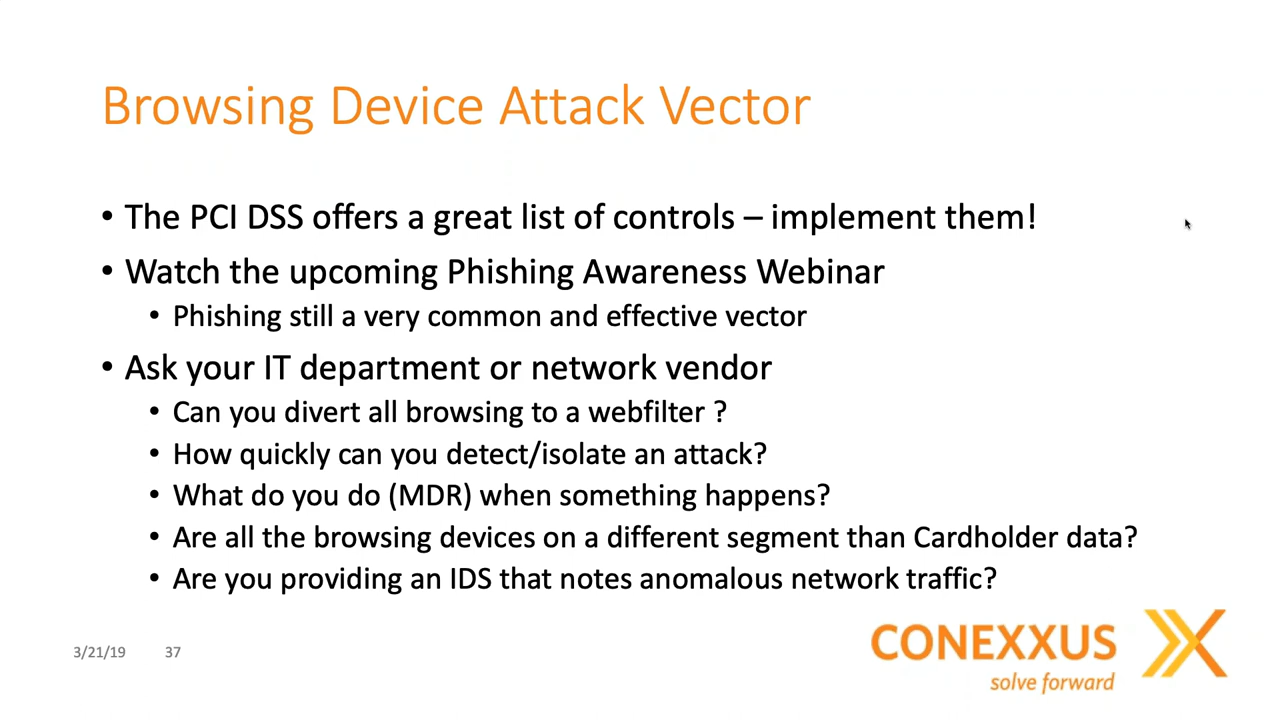 Browsing Device Attack Vector
• The PCI DSS offers a great list of controls – implement them!
• Watch the upcoming Phishing Awareness Webinar
• Phishing still a very common and effective vector
• Ask your IT department or network vendor
• Can you divert all browsing to a webfilter ?
• How quickly can you detect/isolate an attack?
• What do you do (MDR) when something happens?
• Are all the browsing devices on a different segment than Cardholder data?
• Are you providing an IDS that notes anomalous network traffic?
3/21/19 37
CONEXXUS
solve forward